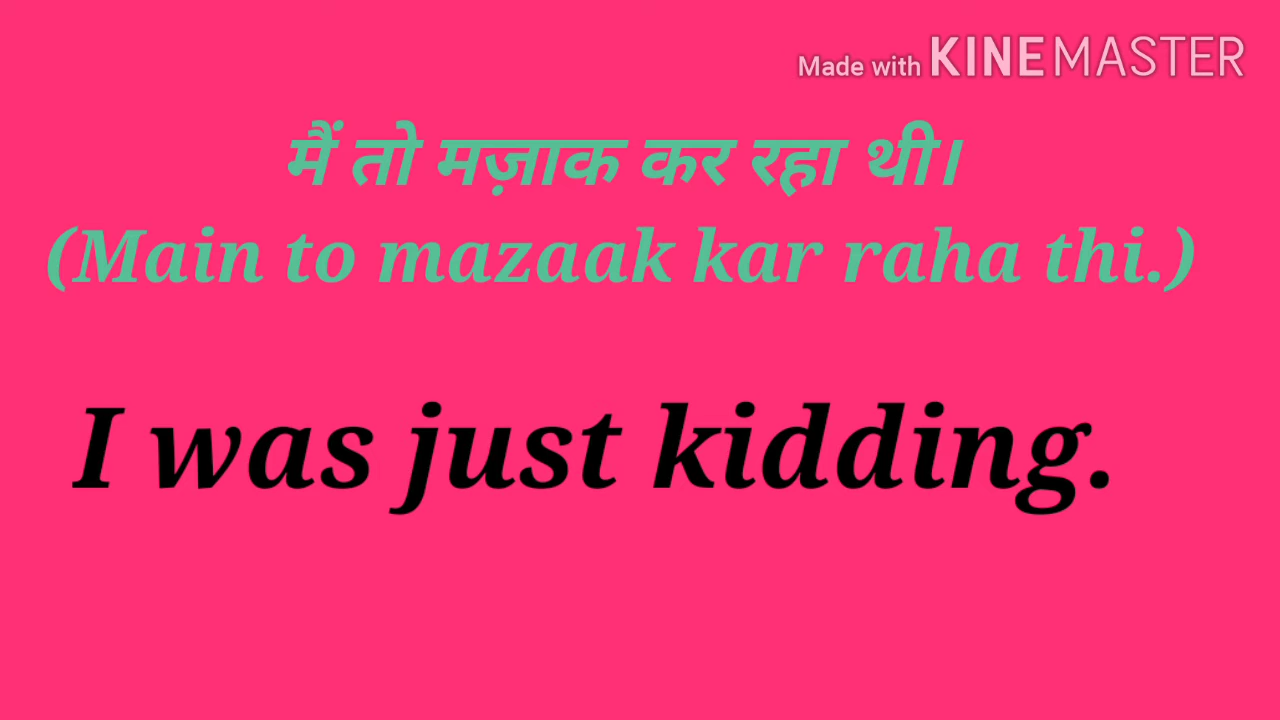 Made with KINEMASTER
मैं तो मज़ाक कर रहा थी।
(Main to mazaak kar raha thi.)
I was just kidding.